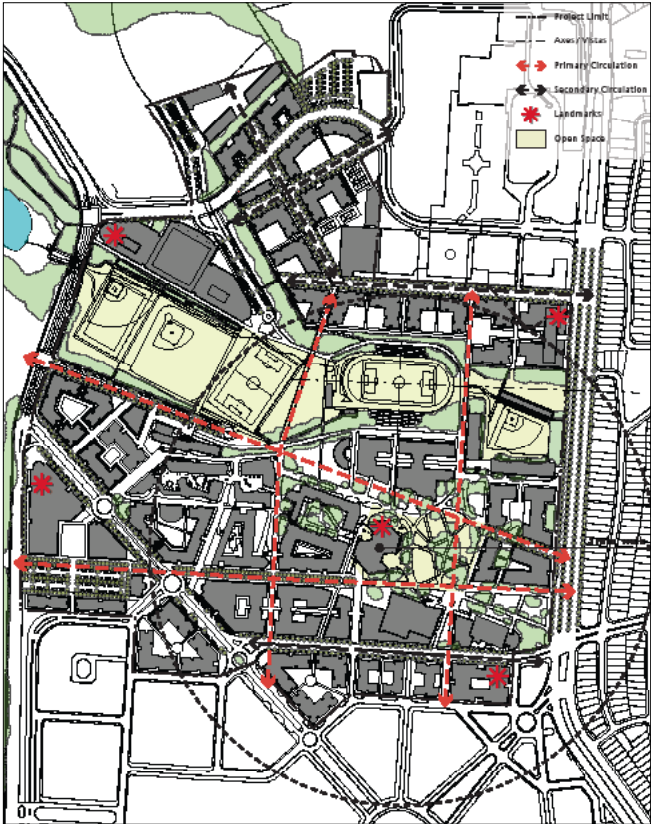 Project Limit
Axes / Vistas
Primary Circulation
Secondary Circulation
Landmarks
Open Space